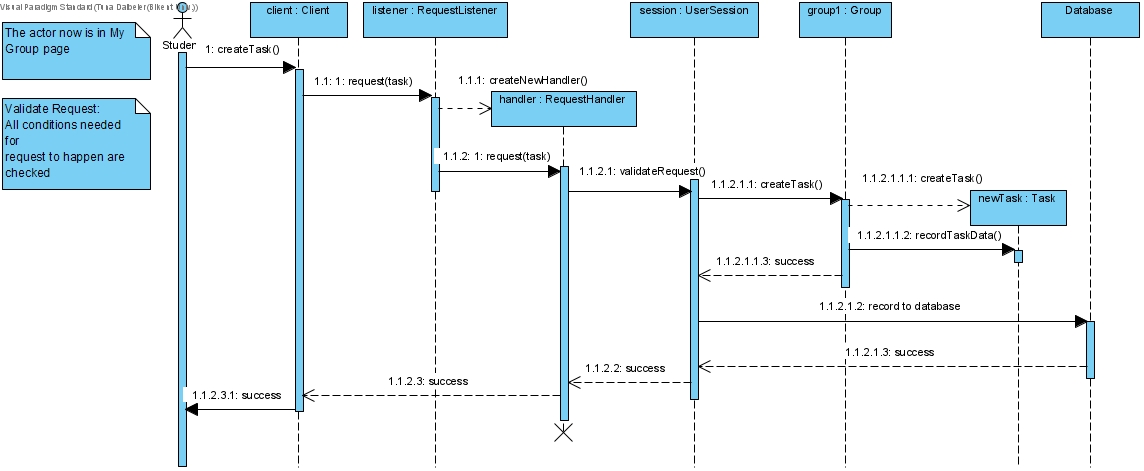 Visual Paradigm Standard (Tuna Dalbeler(Bilkent Univ.))
client : Client
listener : RequestListener
session : UserSession
group1 : Group
Database
The actor now is in My
Group page
Studer
1: createTask()
1.1: 1: request(task)
1.1.1: createNewHandler()
handler : RequestHandler
Validate Request:
All conditions needed
for
request to happen are
checked
1.1.2: 1: request(task)
1.1.2.1: validateRequest()
1.1.2.1.1: createTask()
1.1.2.1.1.1: createTask()
newTask : Task
1.1.2.1.1.2: recordTaskData()
1.1.2.1.1.3: success
1.1.2.1.2: record to database
1.1.2.1.3: success
1.1.2.2: success
1.1.2.3: success
1.1.2.3.1: success